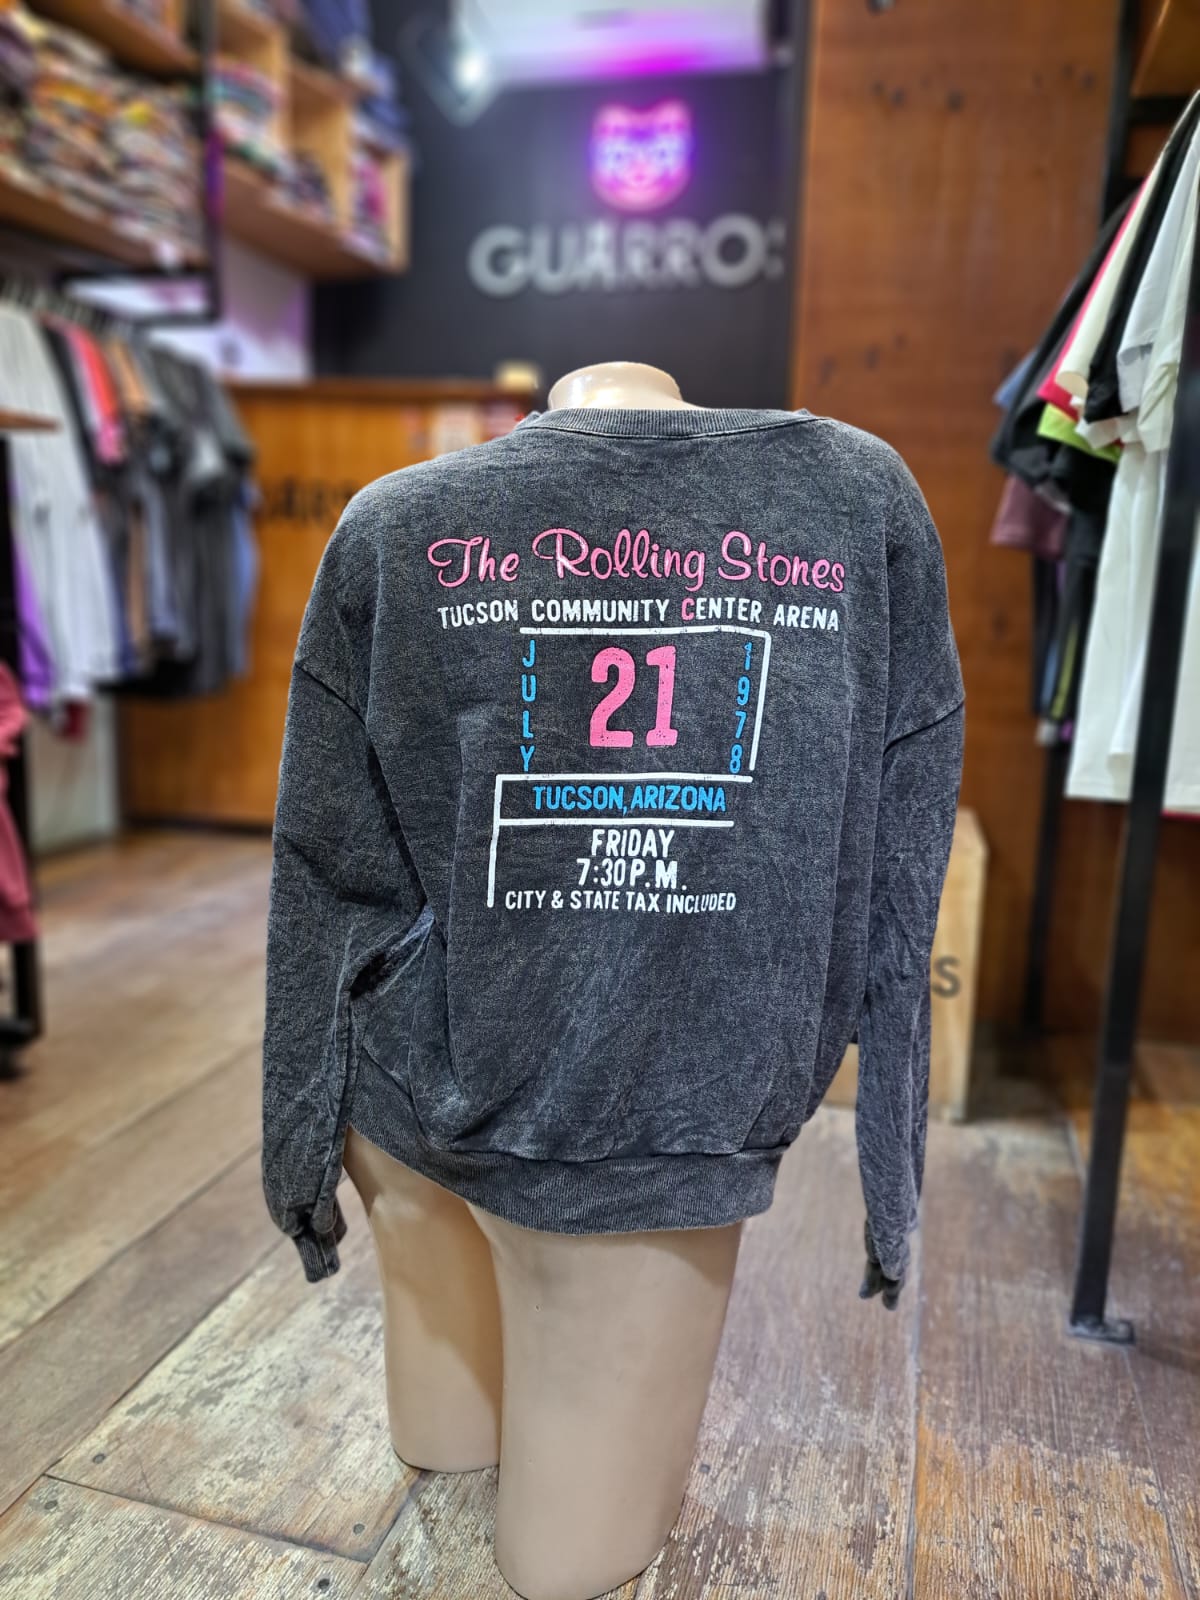 GUARRO
The Rolling Stones
TUCSON COMMUNITY CENTER ARENA
JULY
21
1978
TUCSON, ARIZONA
FRIDAY
7:30 P.M.
CITY & STATE TAX INCLUDED
S